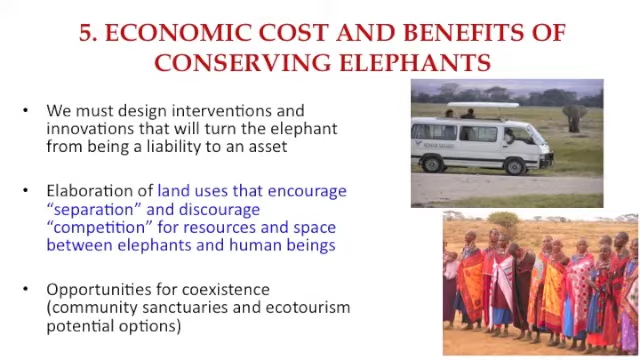 5. ECONOMIC COST AND BENEFITS OF
CONSERVING ELEPHANTS
• We must design interventions and
innovations that will turn the elephant
from being a liability to an asset
• Elaboration of land uses that encourage
“separation” and discourage
“competition” for resources and space
between elephants and human beings
• Opportunities for coexistence
(community sanctuaries and ecotourism
potential options)